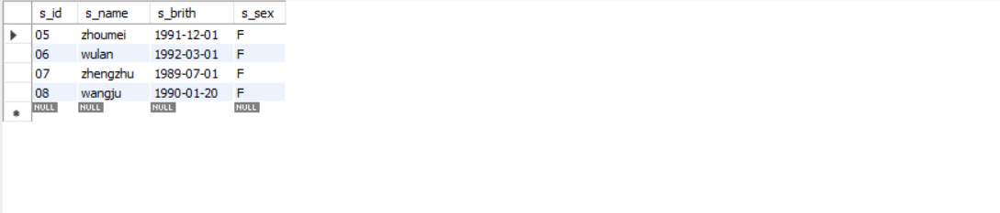 s_id s_name s_brith s_sex
05 zhoumei 1991-12-01 F
06 wulan 1992-03-01 F
07 zhengzhu 1989-07-01 F
08 wangju 1990-01-20 F
NULL NULL NULL NULL